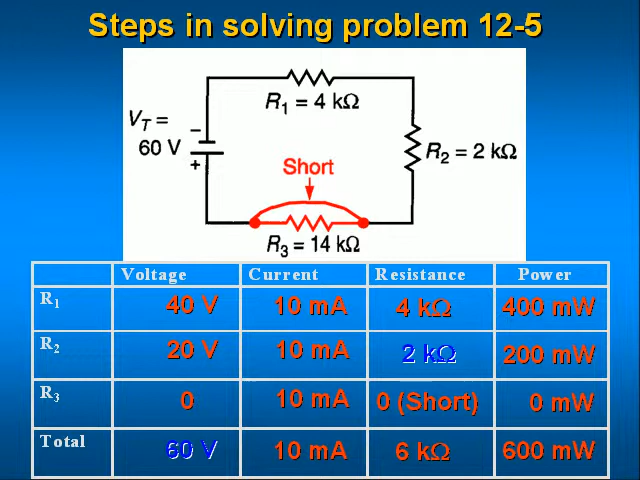 Steps in solving problem 12-5
R1 = 4 kΩ
VT =
60 V
−
+
R2 = 2 kΩ
Short
R3 = 14 kΩ
Voltage Current Resistance Power
R1 40 V 10 mA 4 kΩ 400 mW
R2 20 V 10 mA 2 kΩ 200 mW
R3 0 10 mA 0 (Short) 0 mW
Total 60 V 10 mA 6 kΩ 600 mW